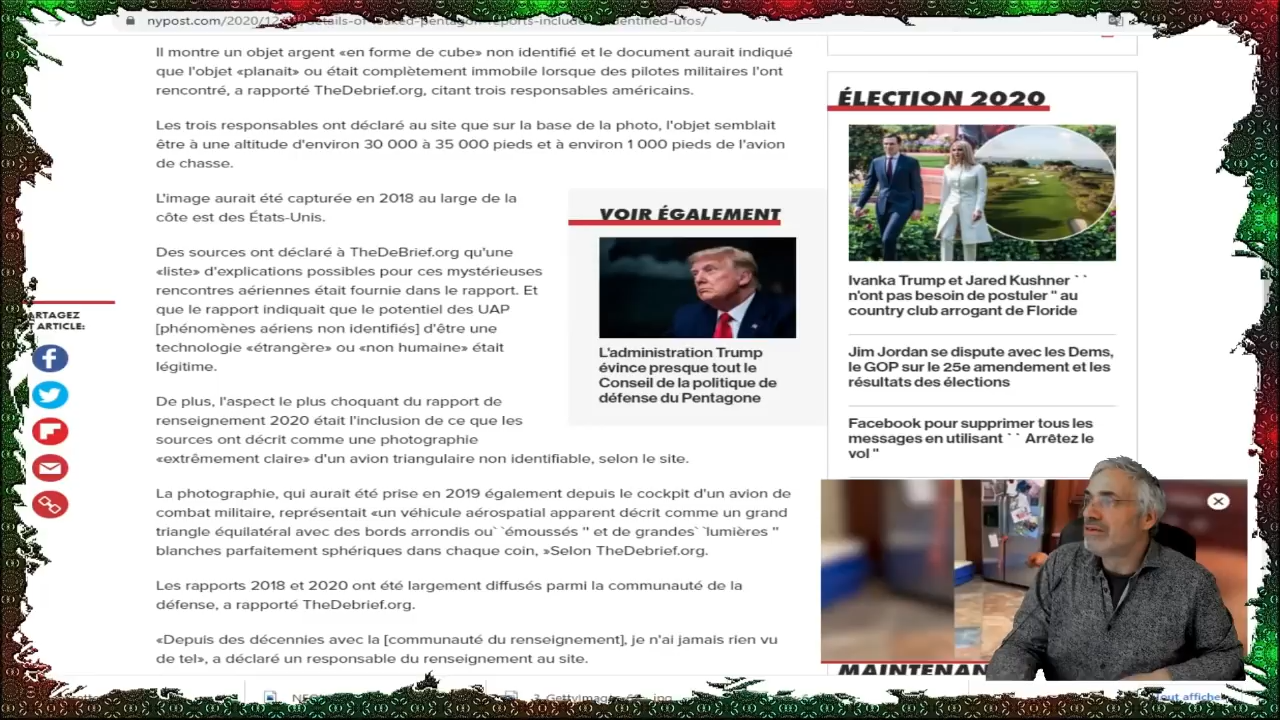 nypost.com/2020/12/
Il montre un objet argent «en forme de cube» non identifié et le document aurait indiqué
que l'objet «planait» ou était complètement immobile lorsque des pilotes militaires l'ont
rencontré, a rapporté TheDebrief.org, citant trois responsables américains.
Les trois responsables ont déclaré au site que sur la base de la photo, l'objet semblait
être à une altitude d'environ 30 000 à 35 000 pieds et à environ 1 000 pieds de l'avion
de chasse.
L'image aurait été capturée en 2018 au large de la
côte est des États-Unis.
Des sources ont déclaré à TheDeBrief.org qu'une
«liste» d'explications possibles pour ces mystérieuses
rencontres aériennes était fournie dans le rapport. Et
que le rapport indiquait que le potentiel des UAP
[phénomènes aériens non identifiés] d'être une
technologie «étrangère» ou «non humaine» était
légitime.
De plus, l'aspect le plus choquant du rapport de
renseignement 2020 était l'inclusion de ce que les
sources ont décrit comme une photographie
«extrêmement claire» d'un avion triangulaire non identifiable, selon le site.
La photographie, qui aurait été prise en 2019 également depuis le cockpit d'un avion de
combat militaire, représentait «un véhicule aérospatial apparent décrit comme un grand
triangle équilatéral avec des bords arrondis ou` `émoussés '' et de grandes` `lumières ''
blanches parfaitement sphériques dans chaque coin, »Selon TheDebrief.org.
Les rapports 2018 et 2020 ont été largement diffusés parmi la communauté de la
défense, a rapporté TheDebrief.org.
«Depuis des décennies avec la [communauté du renseignement], je n'ai jamais rien vu
de tel», a déclaré un responsable du renseignement au site.
ARTEZ
T ARTICLE:
VOIR ÉGALEMENT
L'administration Trump
évince presque tout le
Conseil de la politique de
défense du Pentagone
ÉLECTION 2020
Ivanka Trump et Jared Kushner ` `
n'ont pas besoin de postuler '' au
country club arrogant de Floride
Jim Jordan se dispute avec les Dems,
le GOP sur le 25e amendement et les
résultats des élections
Facebook pour supprimer tous les
messages en utilisant ` ` Arrêtez le
vol ''
MAINTENAN